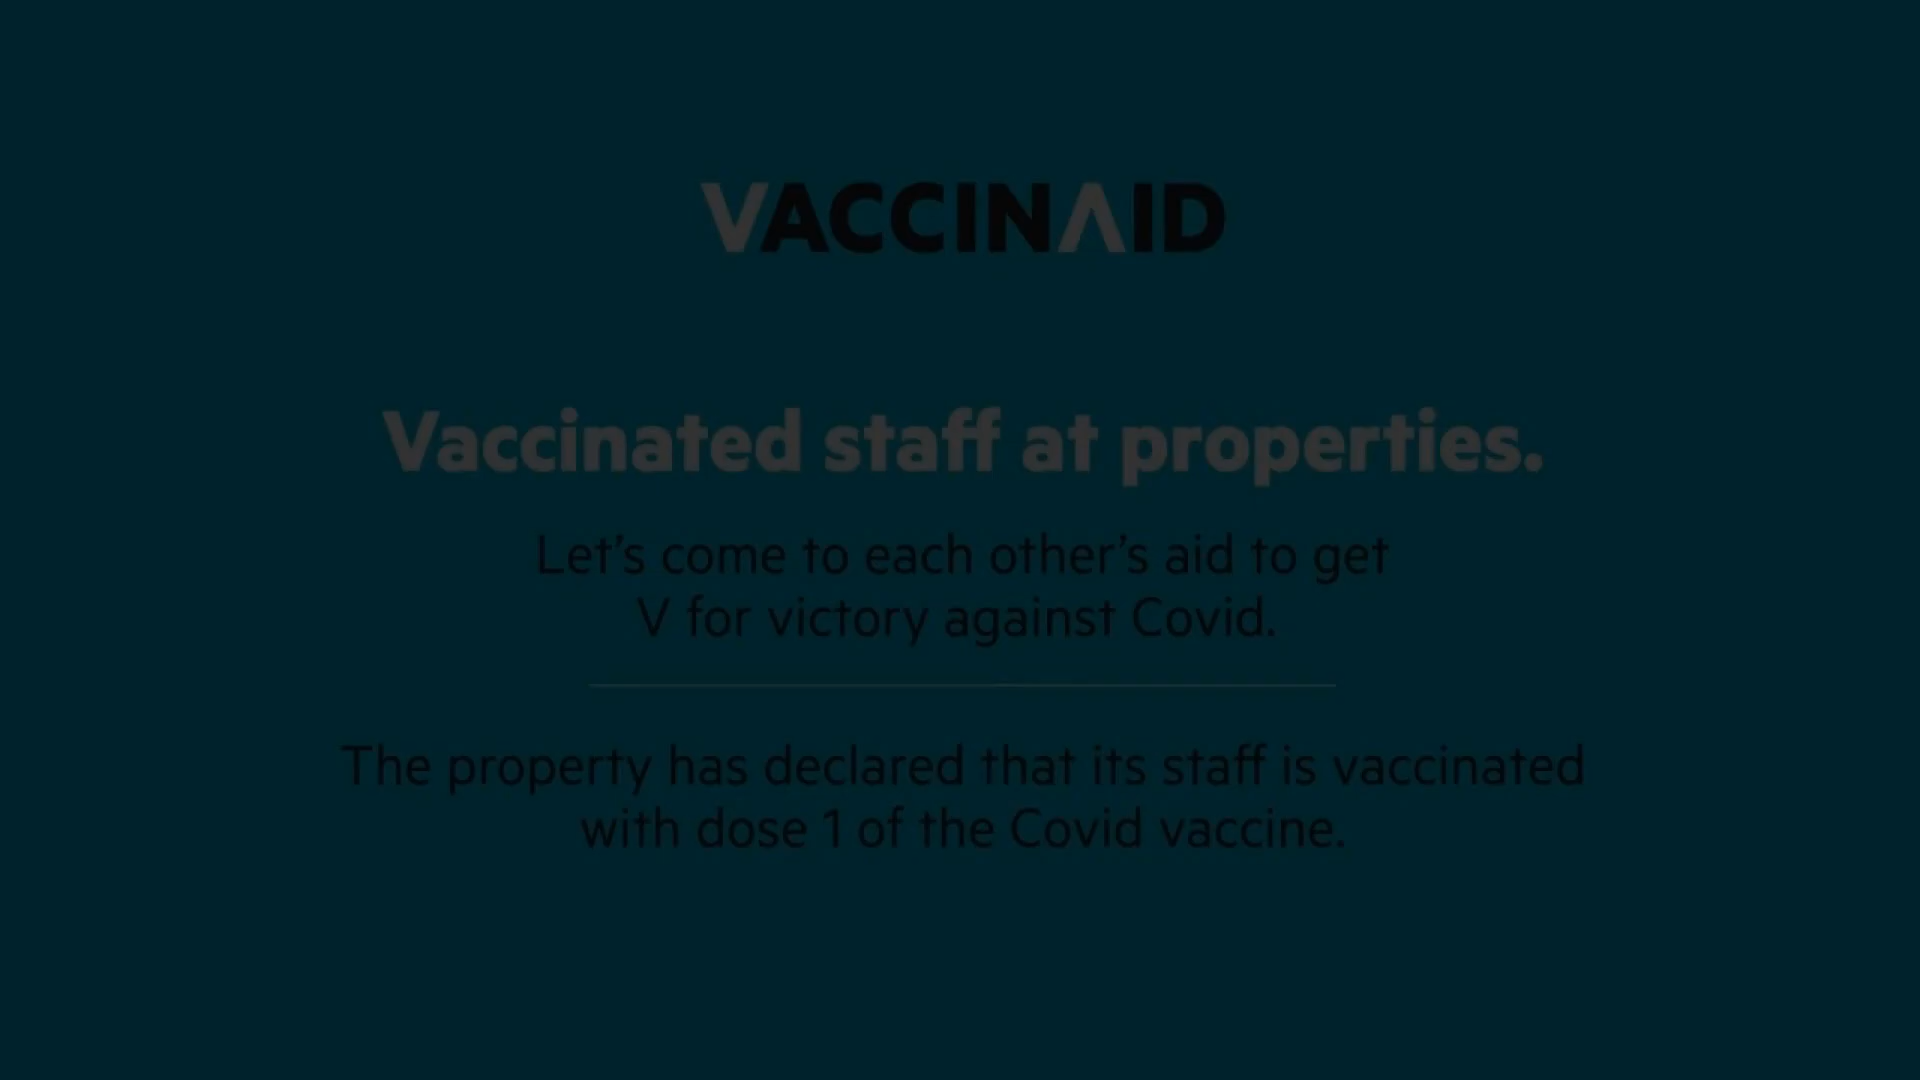 VACCINAID
Vaccinated staff at properties.
Let’s come to each other’s aid to get
V for victory against Covid.
The property has declared that its staff is vaccinated
with dose 1 of the Covid vaccine.